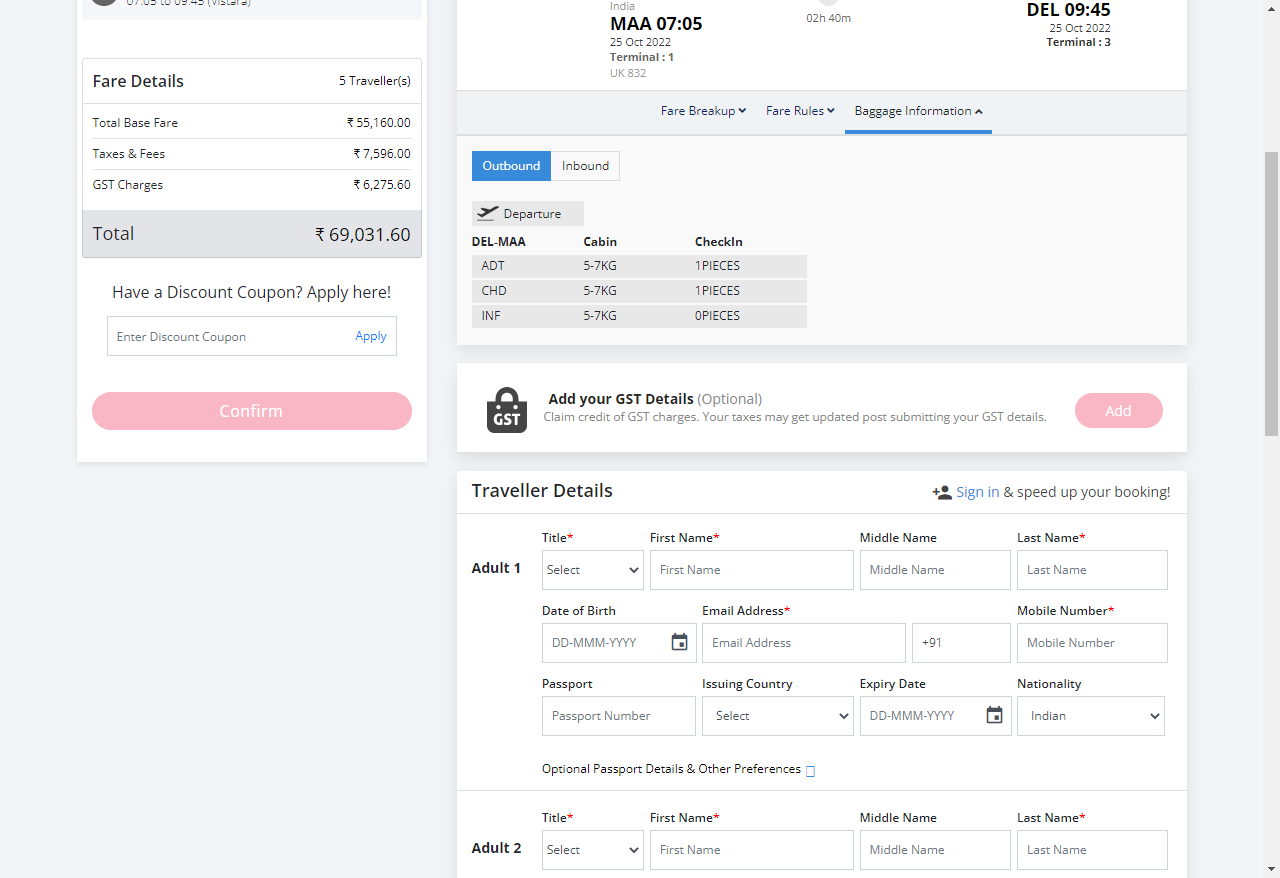 07:05 to 09:45 (Vistara)
Fare Details
5 Traveller(s)
Total Base Fare
₹ 55,160.00
Taxes & Fees
₹ 7,596.00
GST Charges
₹ 6,275.60
Total
₹ 69,031.60
Have a Discount Coupon? Apply here!
Enter Discount Coupon
Apply
Confirm
India
MAA 07:05
25 Oct 2022
Terminal : 1
UK 832
02h 40m
DEL 09:45
25 Oct 2022
Terminal : 3
Fare Breakup
Fare Rules
Baggage Information
Outbound
Inbound
Departure
DEL-MAA Cabin CheckIn
ADT 5-7KG 1PIECES
CHD 5-7KG 1PIECES
INF 5-7KG 0PIECES
GST
Add your GST Details (Optional)
Claim credit of GST charges. Your taxes may get updated post submitting your GST details.
Add
Traveller Details
Sign in & speed up your booking!
Title* First Name* Middle Name Last Name*
Adult 1
Select First Name Middle Name Last Name
Date of Birth Email Address* Mobile Number*
DD-MMM-YYYY Email Address +91 Mobile Number
Passport Issuing Country Expiry Date Nationality
Passport Number Select DD-MMM-YYYY Indian
Optional Passport Details & Other Preferences
Title* First Name* Middle Name Last Name*
Adult 2
Select First Name Middle Name Last Name